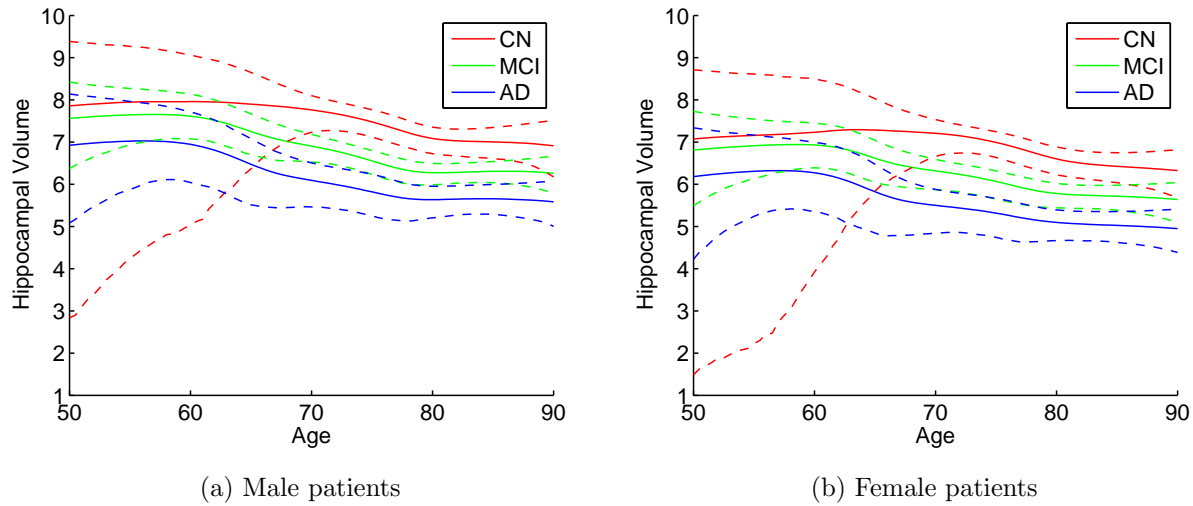 10
9
8
7
6
5
4
3
2
1
50 60 70 80 90
Hippocampal Volume
Age
CN
MCI
AD
(a) Male patients
10
9
8
7
6
5
4
3
2
1
50 60 70 80 90
Hippocampal Volume
Age
CN
MCI
AD
(b) Female patients